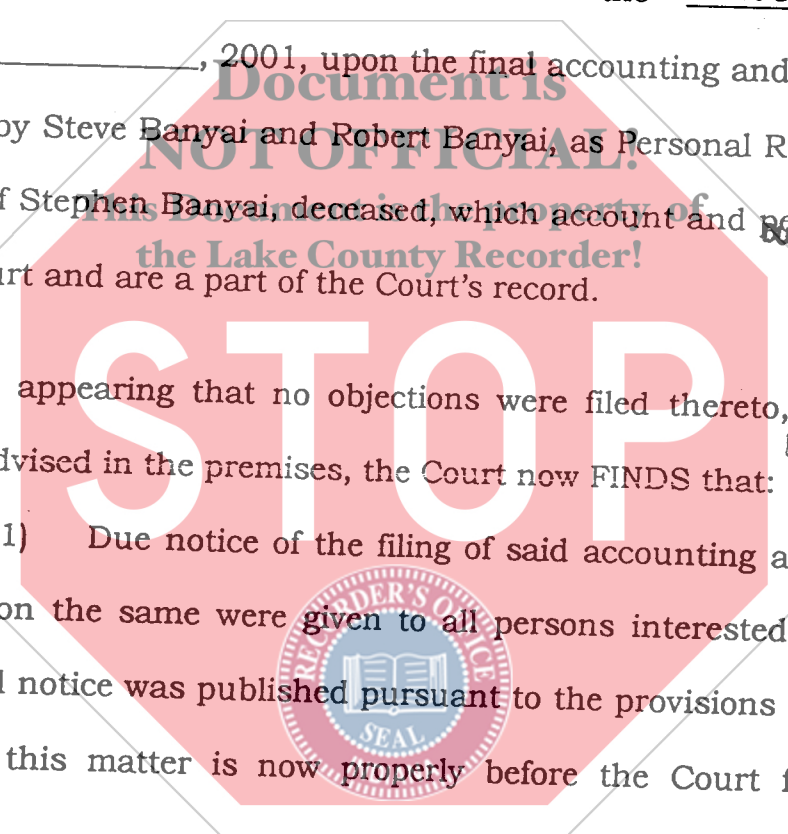 , 2001, upon the final accounting and
Document is
by Steve Banyai and Robert Banyai, as Personal R
NOT OFFICIAL!
f Stephen Banyai, deceased, which account and
This Document is the property of
the Lake County Recorder!
urt and are a part of the Court's record.
appearing that no objections were filed thereto,
STOP
dvised in the premises, the Court now FINDS that:
1) Due notice of the filing of said accounting a
on the same were given to all persons interested
RECORDER'S OFFICE
l notice was published pursuant to the provisions
SEAL
this matter is now properly before the Court f